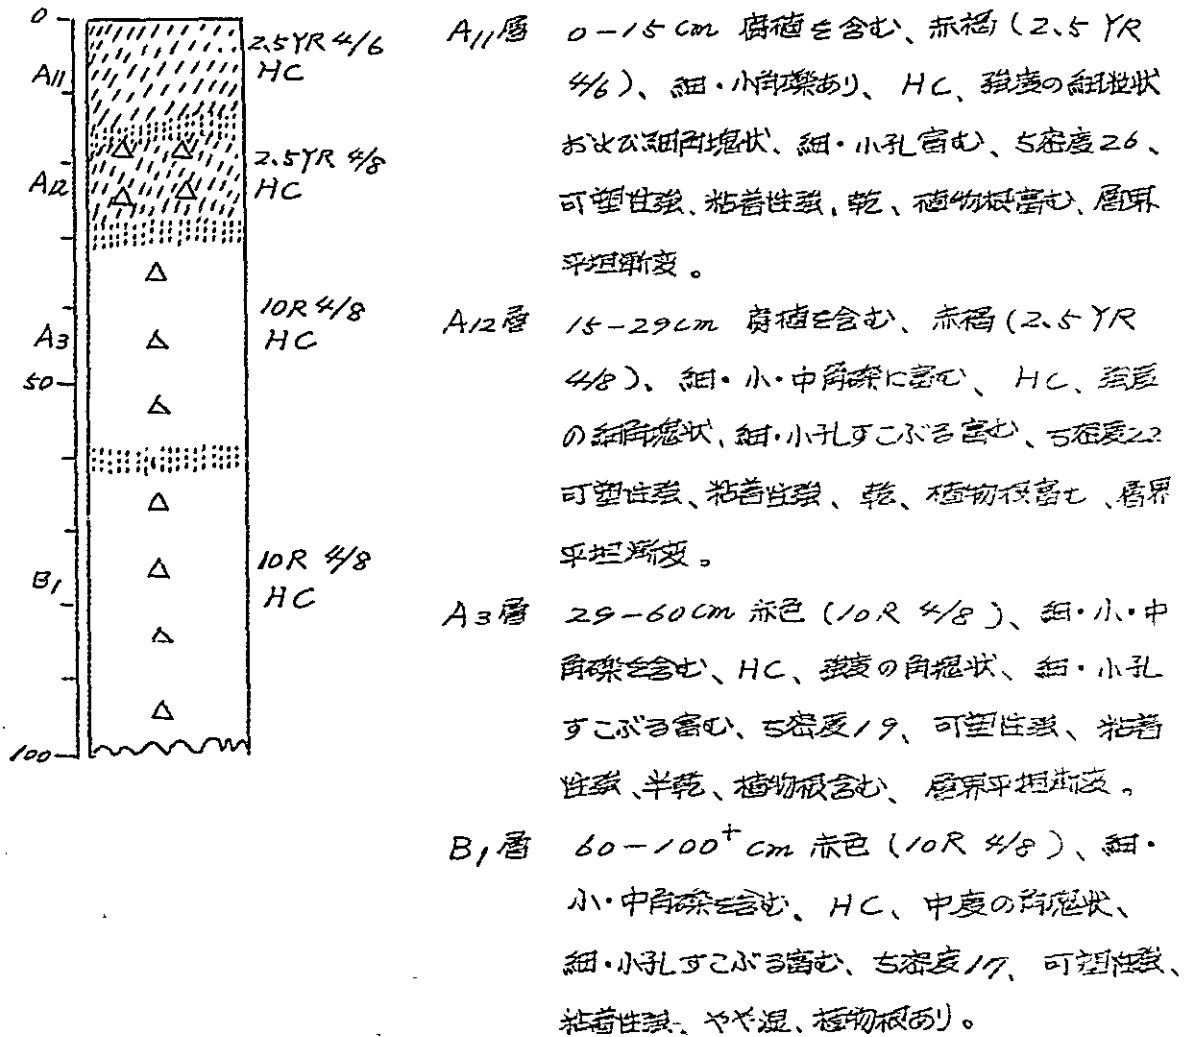 0
A11
2.5YR 4/6
HC
A12
2.5YR 4/8
HC
A3
10R 4/8
HC
50
B1
10R 4/8
HC
100
A11層 0-15cm 腐植を含む、赤褐(2.5YR
4/6)、細・小角礫あり、HC、強度の細粒状
および細角塊状、細・小孔富む、ち密度26、
可塑性強、粘着性強、乾、植物根富む、層界
平坦漸変。
A12層 15-29cm 腐植を含む、赤褐(2.5YR
4/8)、細・小・中角礫に富む、HC、強度
の細角塊状、細・小孔すこぶる富む、ち密度22
可塑性強、粘着性強、乾、植物根富む、層界
平坦漸変。
A3層 29-60cm 赤色(10R 4/8)、細・小・中
角礫を含む、HC、強度の角塊状、細・小孔
すこぶる富む、ち密度19、可塑性強、粘着
性強、半乾、植物根含む、層界平坦漸変。
B1層 60-100+cm 赤色(10R 4/8)、細・
小・中角礫を含む、HC、中度の角塊状、
細・小孔すこぶる富む、ち密度17、可塑性強、
粘着性強、やや湿、植物根あり。